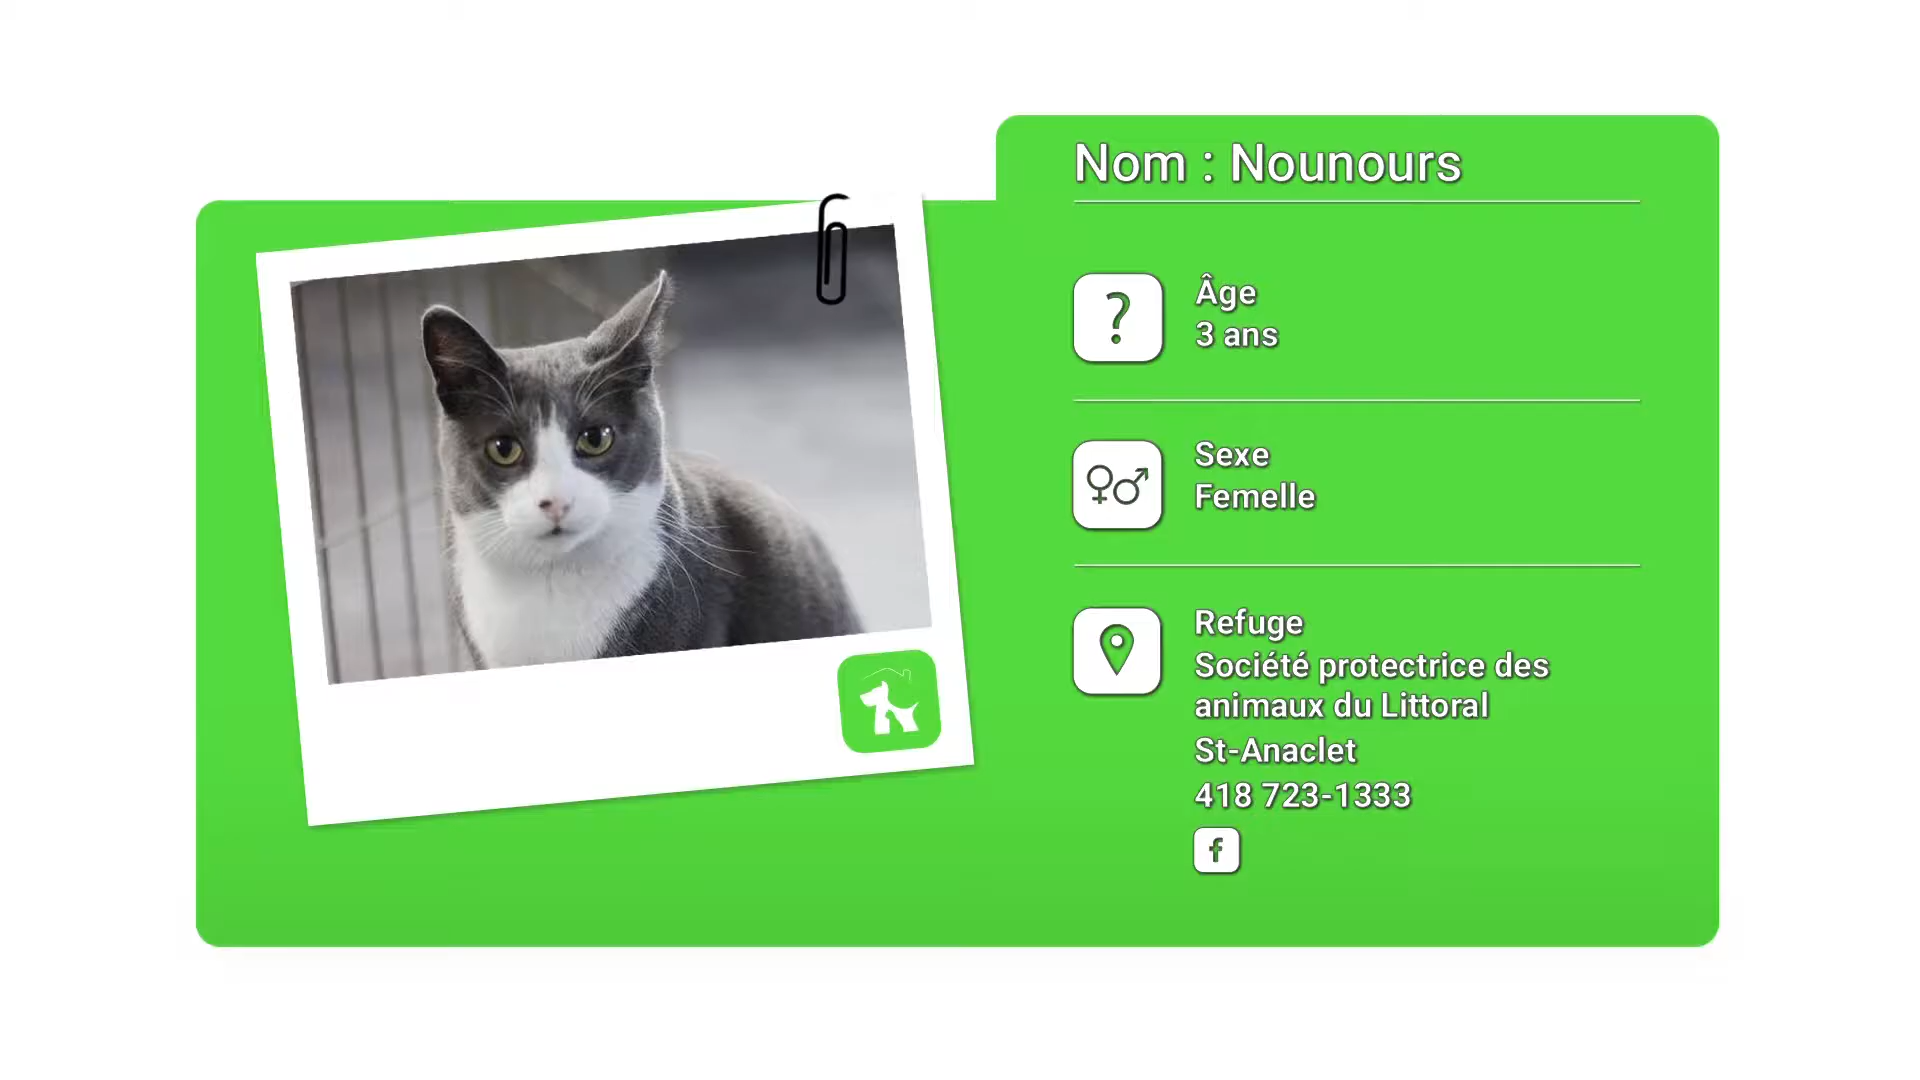 Nom : Nounours
?
Âge
3 ans
Sexe
Femelle
Refuge
Société protectrice des
animaux du Littoral
St-Anaclet
418 723-1333
f